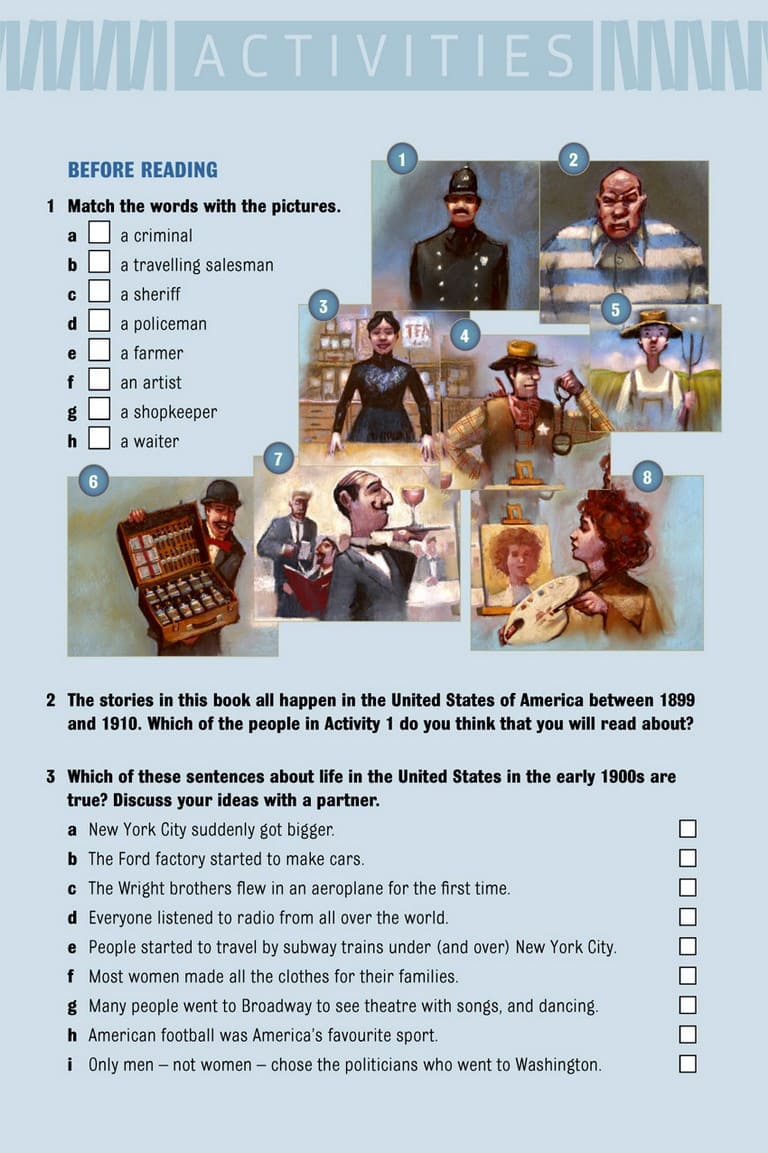 ACTIVITIES
BEFORE READING
1 Match the words with the pictures.
a a criminal
b a travelling salesman
c a sheriff
d a policeman
e a farmer
f an artist
g a shopkeeper
h a waiter
1
2
3
TEA
4
5
6
7
8
2 The stories in this book all happen in the United States of America between 1899
and 1910. Which of the people in Activity 1 do you think that you will read about?
3 Which of these sentences about life in the United States in the early 1900s are
true? Discuss your ideas with a partner.
a New York City suddenly got bigger.
b The Ford factory started to make cars.
c The Wright brothers flew in an aeroplane for the first time.
d Everyone listened to radio from all over the world.
e People started to travel by subway trains under (and over) New York City.
f Most women made all the clothes for their families.
g Many people went to Broadway to see theatre with songs, and dancing.
h American football was America's favourite sport.
i Only men – not women – chose the politicians who went to Washington.